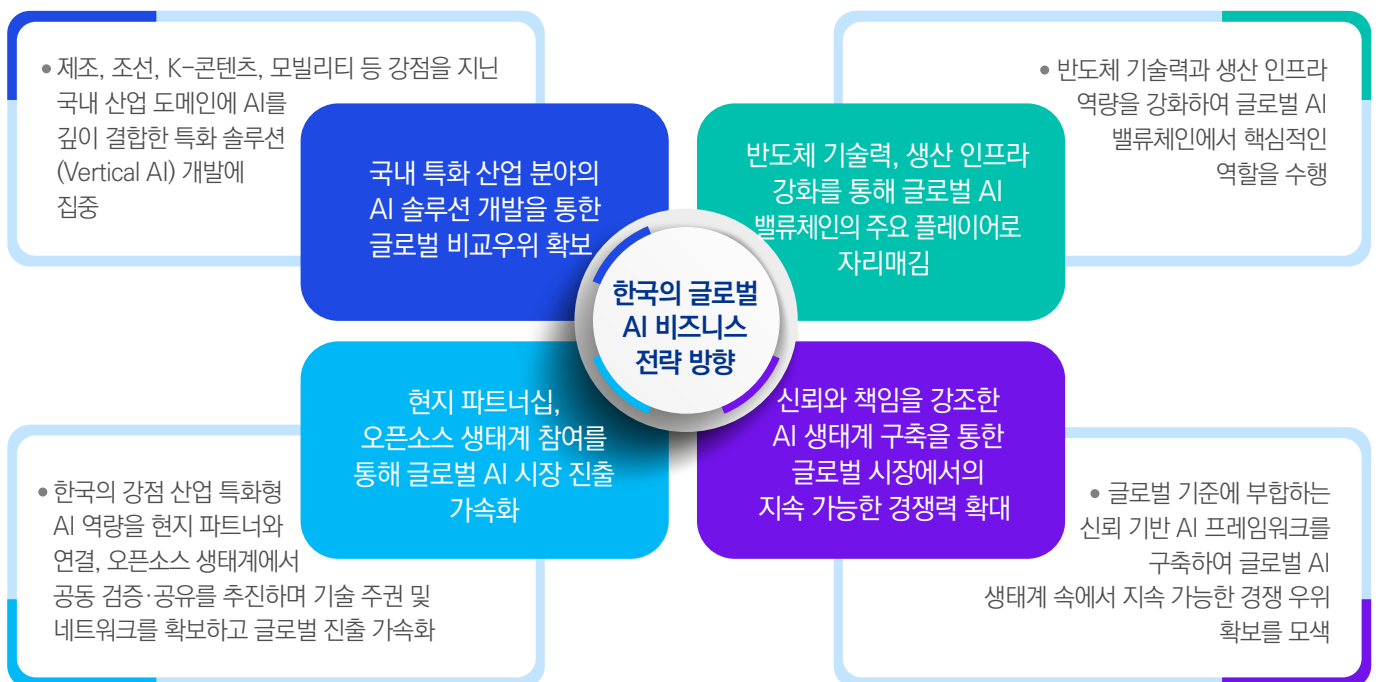 • 제조, 조선, K-콘텐츠, 모빌리티 등 강점을 지닌
국내 산업 도메인에 AI를
깊이 결합한 특화 솔루션
(Vertical AI) 개발에
집중
국내 특화 산업 분야의
AI 솔루션 개발을 통한
글로벌 비교우위 확보
반도체 기술력, 생산 인프라
강화를 통해 글로벌 AI
밸류체인의 주요 플레이어로
자리매김
• 반도체 기술력과 생산 인프라
역량을 강화하여 글로벌 AI
밸류체인에서 핵심적인
역할을 수행
한국의 글로벌
AI 비즈니스
전략 방향
현지 파트너십,
오픈소스 생태계 참여를
통해 글로벌 AI 시장 진출
가속화
• 한국의 강점 산업 특화형
AI 역량을 현지 파트너와
연결, 오픈소스 생태계에서
공동 검증·공유를 추진하며 기술 주권 및
네트워크를 확보하고 글로벌 진출 가속화
신뢰와 책임을 강조한
AI 생태계 구축을 통한
글로벌 시장에서의
지속 가능한 경쟁력 확대
• 글로벌 기준에 부합하는
신뢰 기반 AI 프레임워크를
구축하여 글로벌 AI
생태계 속에서 지속 가능한 경쟁 우위
확보를 모색